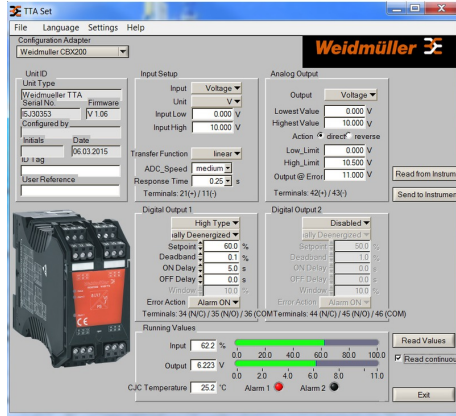 TTA Set
File Language Settings Help
Configuration Adapter
Weidmuller CBX200
Weidmüller
Unit ID
Unit Type
Weidmueller TTA
Serial No. Firmware
I5J30353 V 1.06
Configured by
Initials Date
06.03.2015
ID Tag
User Reference
Input Setup
Input Voltage
Unit V
Input Low 0.000 V
Input High 10.000 V
Transfer Function linear
ADC_Speed medium
Response Time 0.25 s
Terminals: 21(+) / 11(-)
Analog Output
Output Voltage
Lowest Value 0.000 V
Highest Value 10.000 V
Action direct reverse
Low_Limit 0.000 V
High_Limit 10.500 V
Output @ Error 11.000 V
Terminals: 42(+) / 43(-)
Read from Instrum
Send to Instrumen
Digital Output 1
High Type
ally Deenergized
Setpoint 60.0 %
Deadband 0.1 %
ON Delay 5.0 s
OFF Delay 0.0 s
Window 10.0 %
Error Action Alarm ON
Terminals: 34 (N/C) / 35 (N/O) / 36 (COM
Digital Output 2
Disabled
ally Deenergized
Setpoint 50.0 %
Deadband 1.0 %
ON Delay 0.0 s
OFF Delay 0.0 s
Window 10.0 %
Error Action Alarm ON
Terminals: 44 (N/C) / 45 (N/O) / 46 (COM)
Running Values
Input 62.2 %
0.0 20.0 40.0 60.0 80.0 100.0
Output 6.223 V
0.0 2.0 4.0 6.0 8.0 11.0
CJC Temperature 25.2 °C Alarm 1 Alarm 2
Read Values
Read continuou
Exit